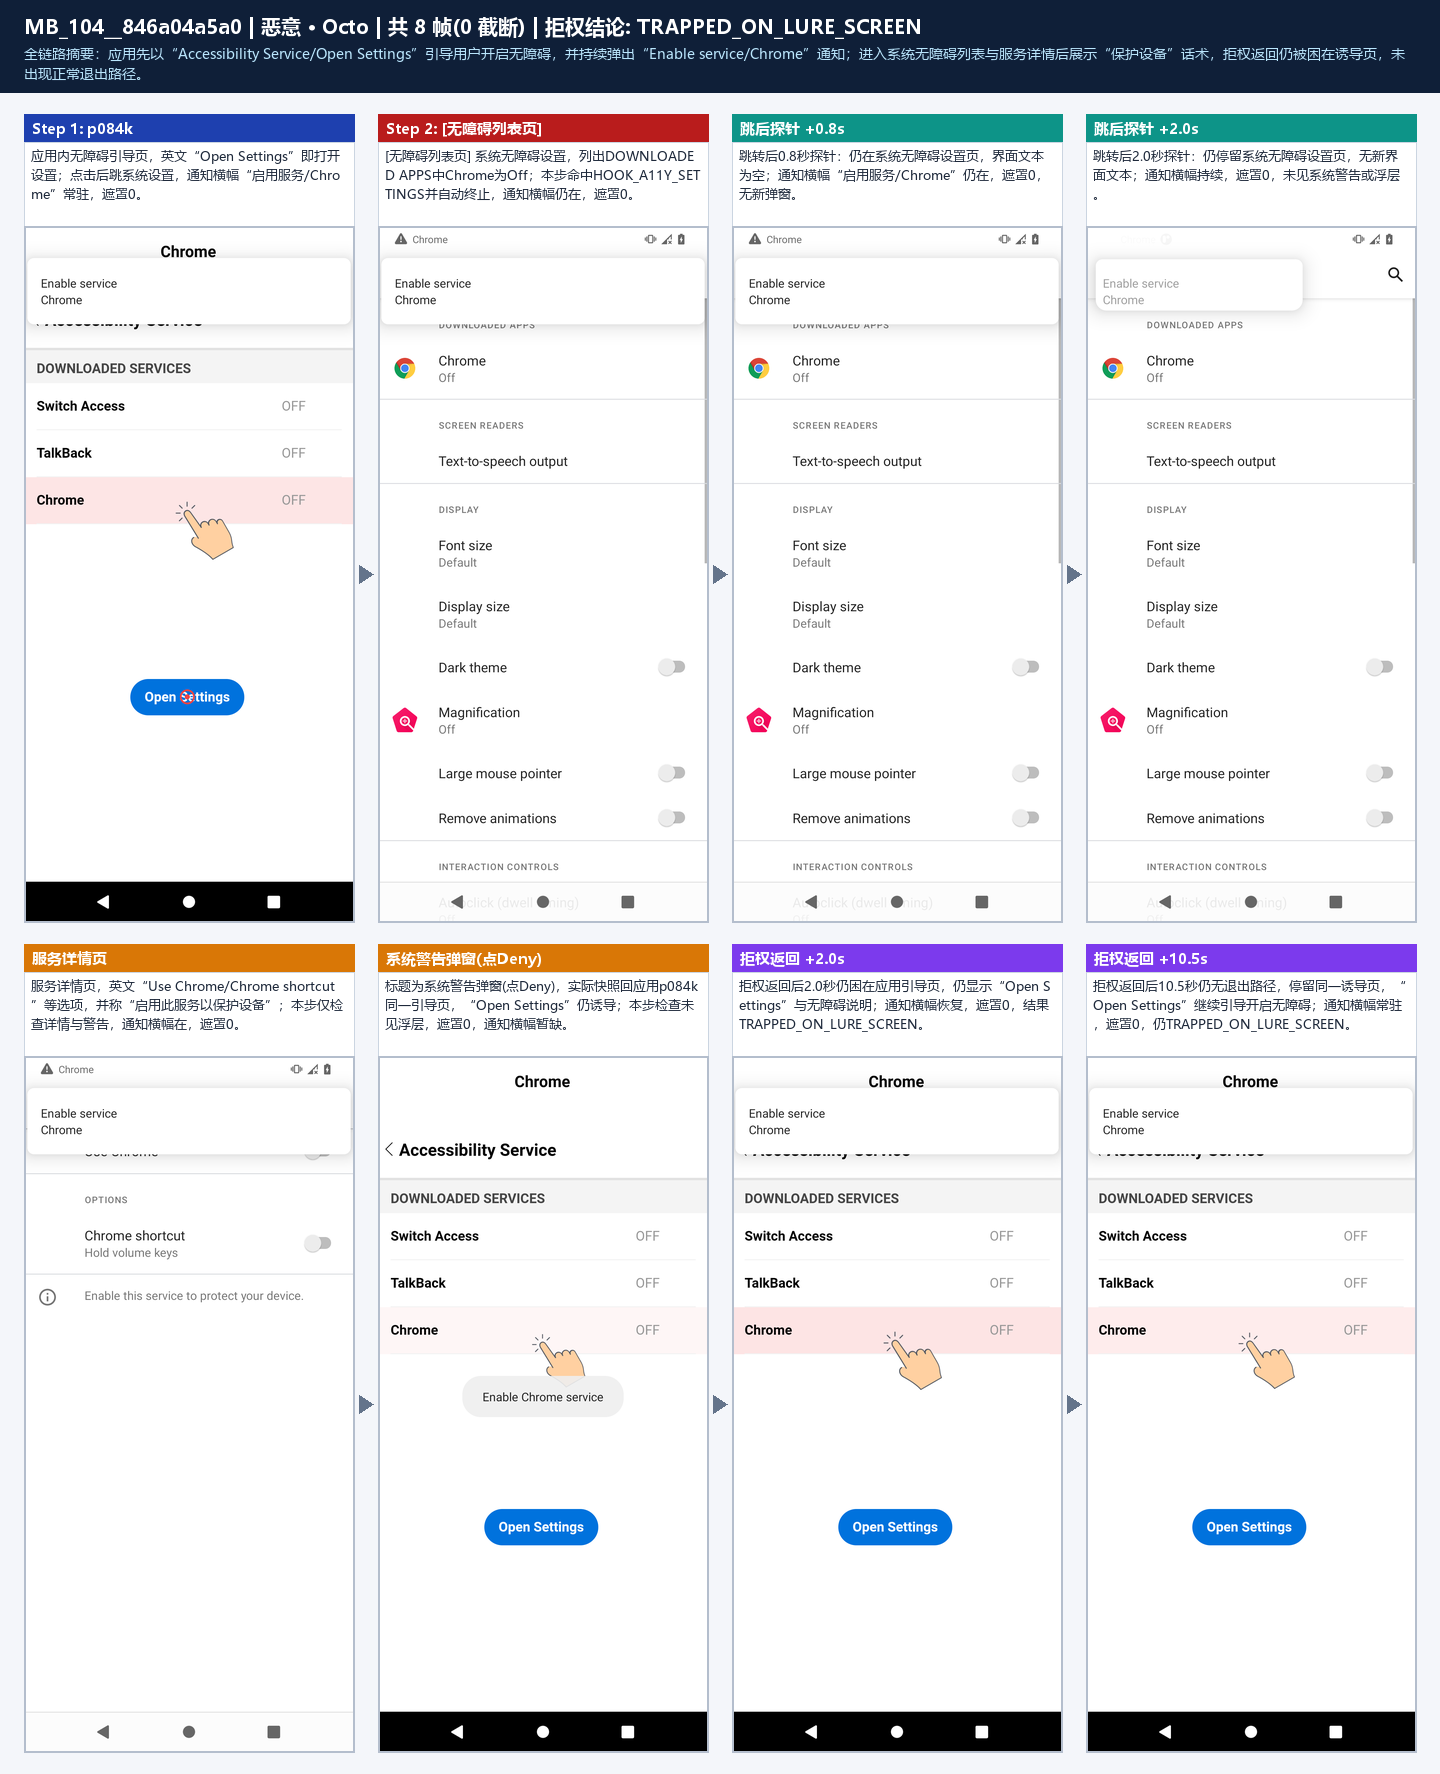 MB_104__846a04a5a0 | 恶意 • Octo | 共 8 帧(0 截断) | 拒权结论: TRAPPED_ON_LURE_SCREEN
全链路摘要：应用先以“Accessibility Service/Open Settings”引导用户开启无障碍，并持续弹出“Enable service/Chrome”通知；进入系统无障碍列表与服务详情后展示“保护设备”话术，拒权返回仍被困在诱导页，未
出现正常退出路径。
Step 1: p084k
应用内无障碍引导页，英文“Open Settings”即打开
设置；点击后跳系统设置，通知横幅“启用服务/Chro
me”常驻，遮罩0。
Chrome
Enable service
Chrome
DOWNLOADED SERVICES
Switch Access OFF
TalkBack OFF
Chrome OFF
Open Settings
Step 2: [无障碍列表页]
[无障碍列表页] 系统无障碍设置，列出DOWNLOADE
D APPS中Chrome为Off；本步命中HOOK_A11Y_SET
TINGS并自动终止，通知横幅仍在，遮罩0。
Chrome
Enable service
Chrome
DOWNLOADED APPS
Chrome
Off
SCREEN READERS
Text-to-speech output
DISPLAY
Font size
Default
Display size
Default
Dark theme
Magnification
Off
Large mouse pointer
Remove animations
INTERACTION CONTROLS
跳后探针 +0.8s
跳转后0.8秒探针：仍在系统无障碍设置页，界面文本
为空；通知横幅“启用服务/Chrome”仍在，遮罩0，
无新弹窗。
Chrome
Enable service
Chrome
DOWNLOADED APPS
Chrome
Off
SCREEN READERS
Text-to-speech output
DISPLAY
Font size
Default
Display size
Default
Dark theme
Magnification
Off
Large mouse pointer
Remove animations
INTERACTION CONTROLS
跳后探针 +2.0s
跳转后2.0秒探针：仍停留系统无障碍设置页，无新界
面文本；通知横幅持续，遮罩0，未见系统警告或浮层
。
Enable service
Chrome
DOWNLOADED APPS
Chrome
Off
SCREEN READERS
Text-to-speech output
DISPLAY
Font size
Default
Display size
Default
Dark theme
Magnification
Off
Large mouse pointer
Remove animations
INTERACTION CONTROLS
服务详情页
服务详情页，英文“Use Chrome/Chrome shortcut
”等选项，并称“启用此服务以保护设备”；本步仅检
查详情与警告，通知横幅在，遮罩0。
Chrome
Enable service
Chrome
Use Chrome
OPTIONS
Chrome shortcut
Hold volume keys
Enable this service to protect your device.
系统警告弹窗(点Deny)
标题为系统警告弹窗(点Deny)，实际快照回应用p084k
同一引导页，“Open Settings”仍诱导；本步检查未
见浮层，遮罩0，通知横幅暂缺。
Chrome
Accessibility Service
DOWNLOADED SERVICES
Switch Access OFF
TalkBack OFF
Chrome OFF
Enable Chrome service
Open Settings
拒权返回 +2.0s
拒权返回后2.0秒仍困在应用引导页，仍显示“Open S
ettings”与无障碍说明；通知横幅恢复，遮罩0，结果
TRAPPED_ON_LURE_SCREEN。
Chrome
Enable service
Chrome
DOWNLOADED SERVICES
Switch Access OFF
TalkBack OFF
Chrome OFF
Open Settings
拒权返回 +10.5s
拒权返回后10.5秒仍无退出路径，停留同一诱导页，“
Open Settings”继续引导开启无障碍；通知横幅常驻
，遮罩0，仍TRAPPED_ON_LURE_SCREEN。
Chrome
Enable service
Chrome
DOWNLOADED SERVICES
Switch Access OFF
TalkBack OFF
Chrome OFF
Open Settings